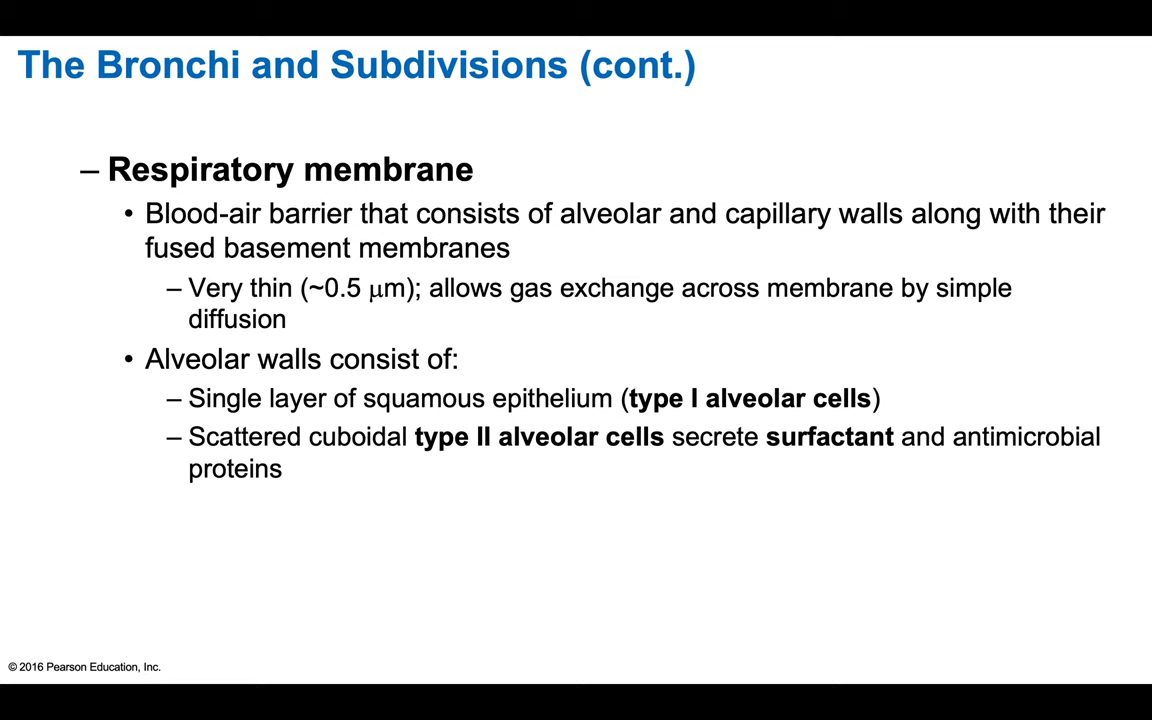 The Bronchi and Subdivisions (cont.)
– Respiratory membrane
• Blood-air barrier that consists of alveolar and capillary walls along with their
fused basement membranes
– Very thin (~0.5 μm); allows gas exchange across membrane by simple
diffusion
• Alveolar walls consist of:
– Single layer of squamous epithelium (type I alveolar cells)
– Scattered cuboidal type II alveolar cells secrete surfactant and antimicrobial
proteins
© 2016 Pearson Education, Inc.